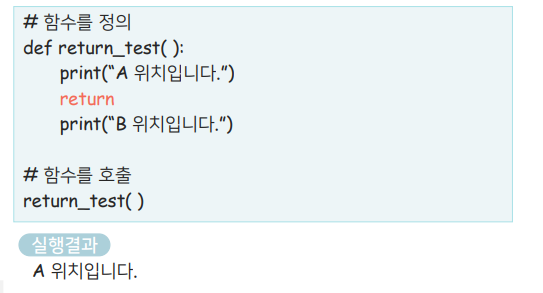 # 함수를 정의
def return_test( ):
print(“A 위치입니다.”)
return
print(“B 위치입니다.”)
# 함수를 호출
return_test( )
실행결과
A 위치입니다.